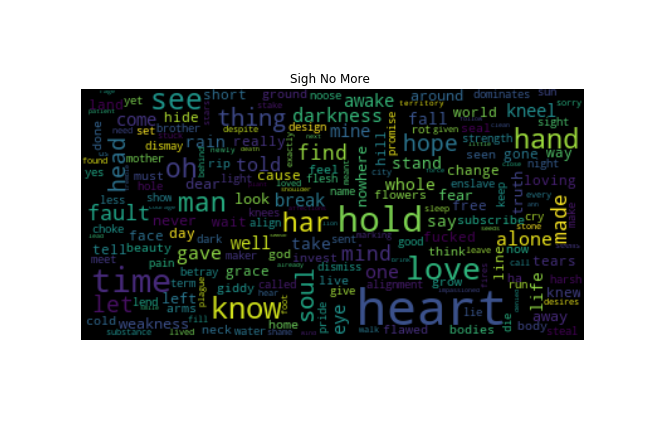 Sigh No More
land yet see short ground noose awake around dominates sun sorry
come hide thing darkness territory kneel
done need set brother despite design mine promise fall world sight
head dismay rain really find hill hope rot given seal strength hand
found mother oh rip told exactly nowhere stand seen gone way
yes behind cause feel change night
must dear light loved flesh whole enslave truth loving
hole man look break name flowers fear keep every
less show knees sleep free made
fault never wait align har hold say subscribe cry
choke face day well take sent mind good fucked alone stone
tell beauty dark maker god invest think leave line now tears
meet pain gave grace dismiss one grow call
time betray giddy called soul live alignment love ha run life knew harsh
term plague hear give desires
let lend left know foot pride eye heart lie away
cold arms fill home walk flawed bodies die body steal
weakness neck water shame
substance lived